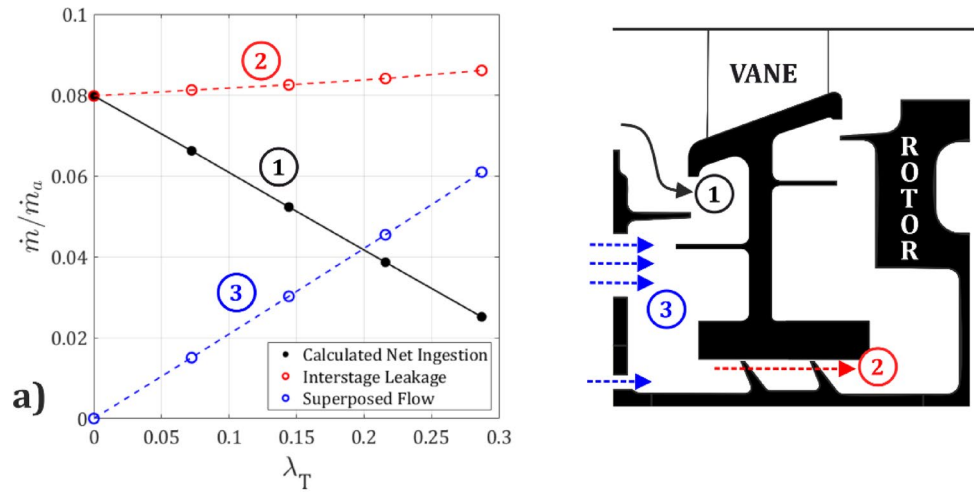 0.1
0.08
0.06
0.04
0.02
0
ṁ/ṁₐ
0 0.05 0.1 0.15 0.2 0.25 0.3
λ_T
2
1
3
Calculated Net Ingestion
Interstage Leakage
Superposed Flow
a)
VANE
ROTOR
1
3
2